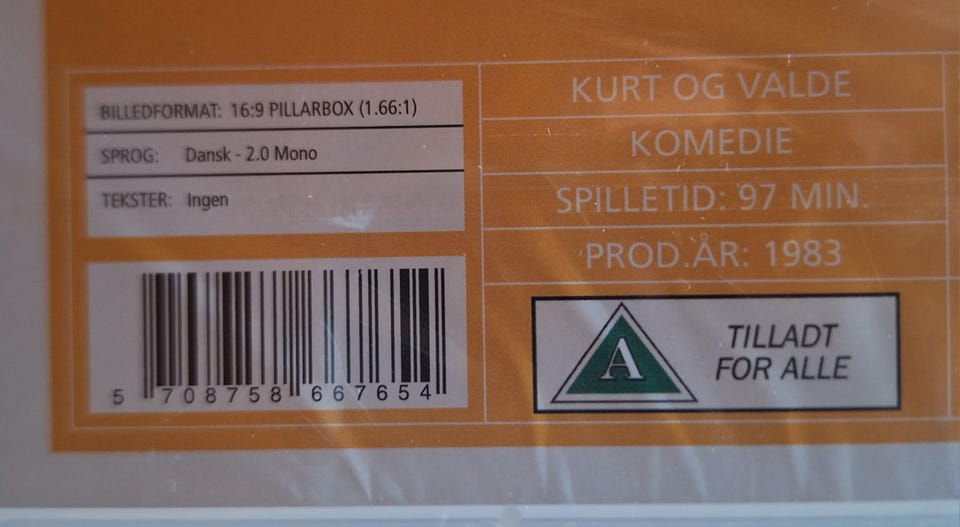 BILLEDFORMAT: 16:9 PILLARBOX (1.66:1)
SPROG: Dansk - 2.0 Mono
TEKSTER: Ingen
5 708758 667654
KURT OG VALDE
KOMEDIE
SPILLETID: 97 MIN.
PROD.ÅR: 1983
A
TILLADT
FOR ALLE